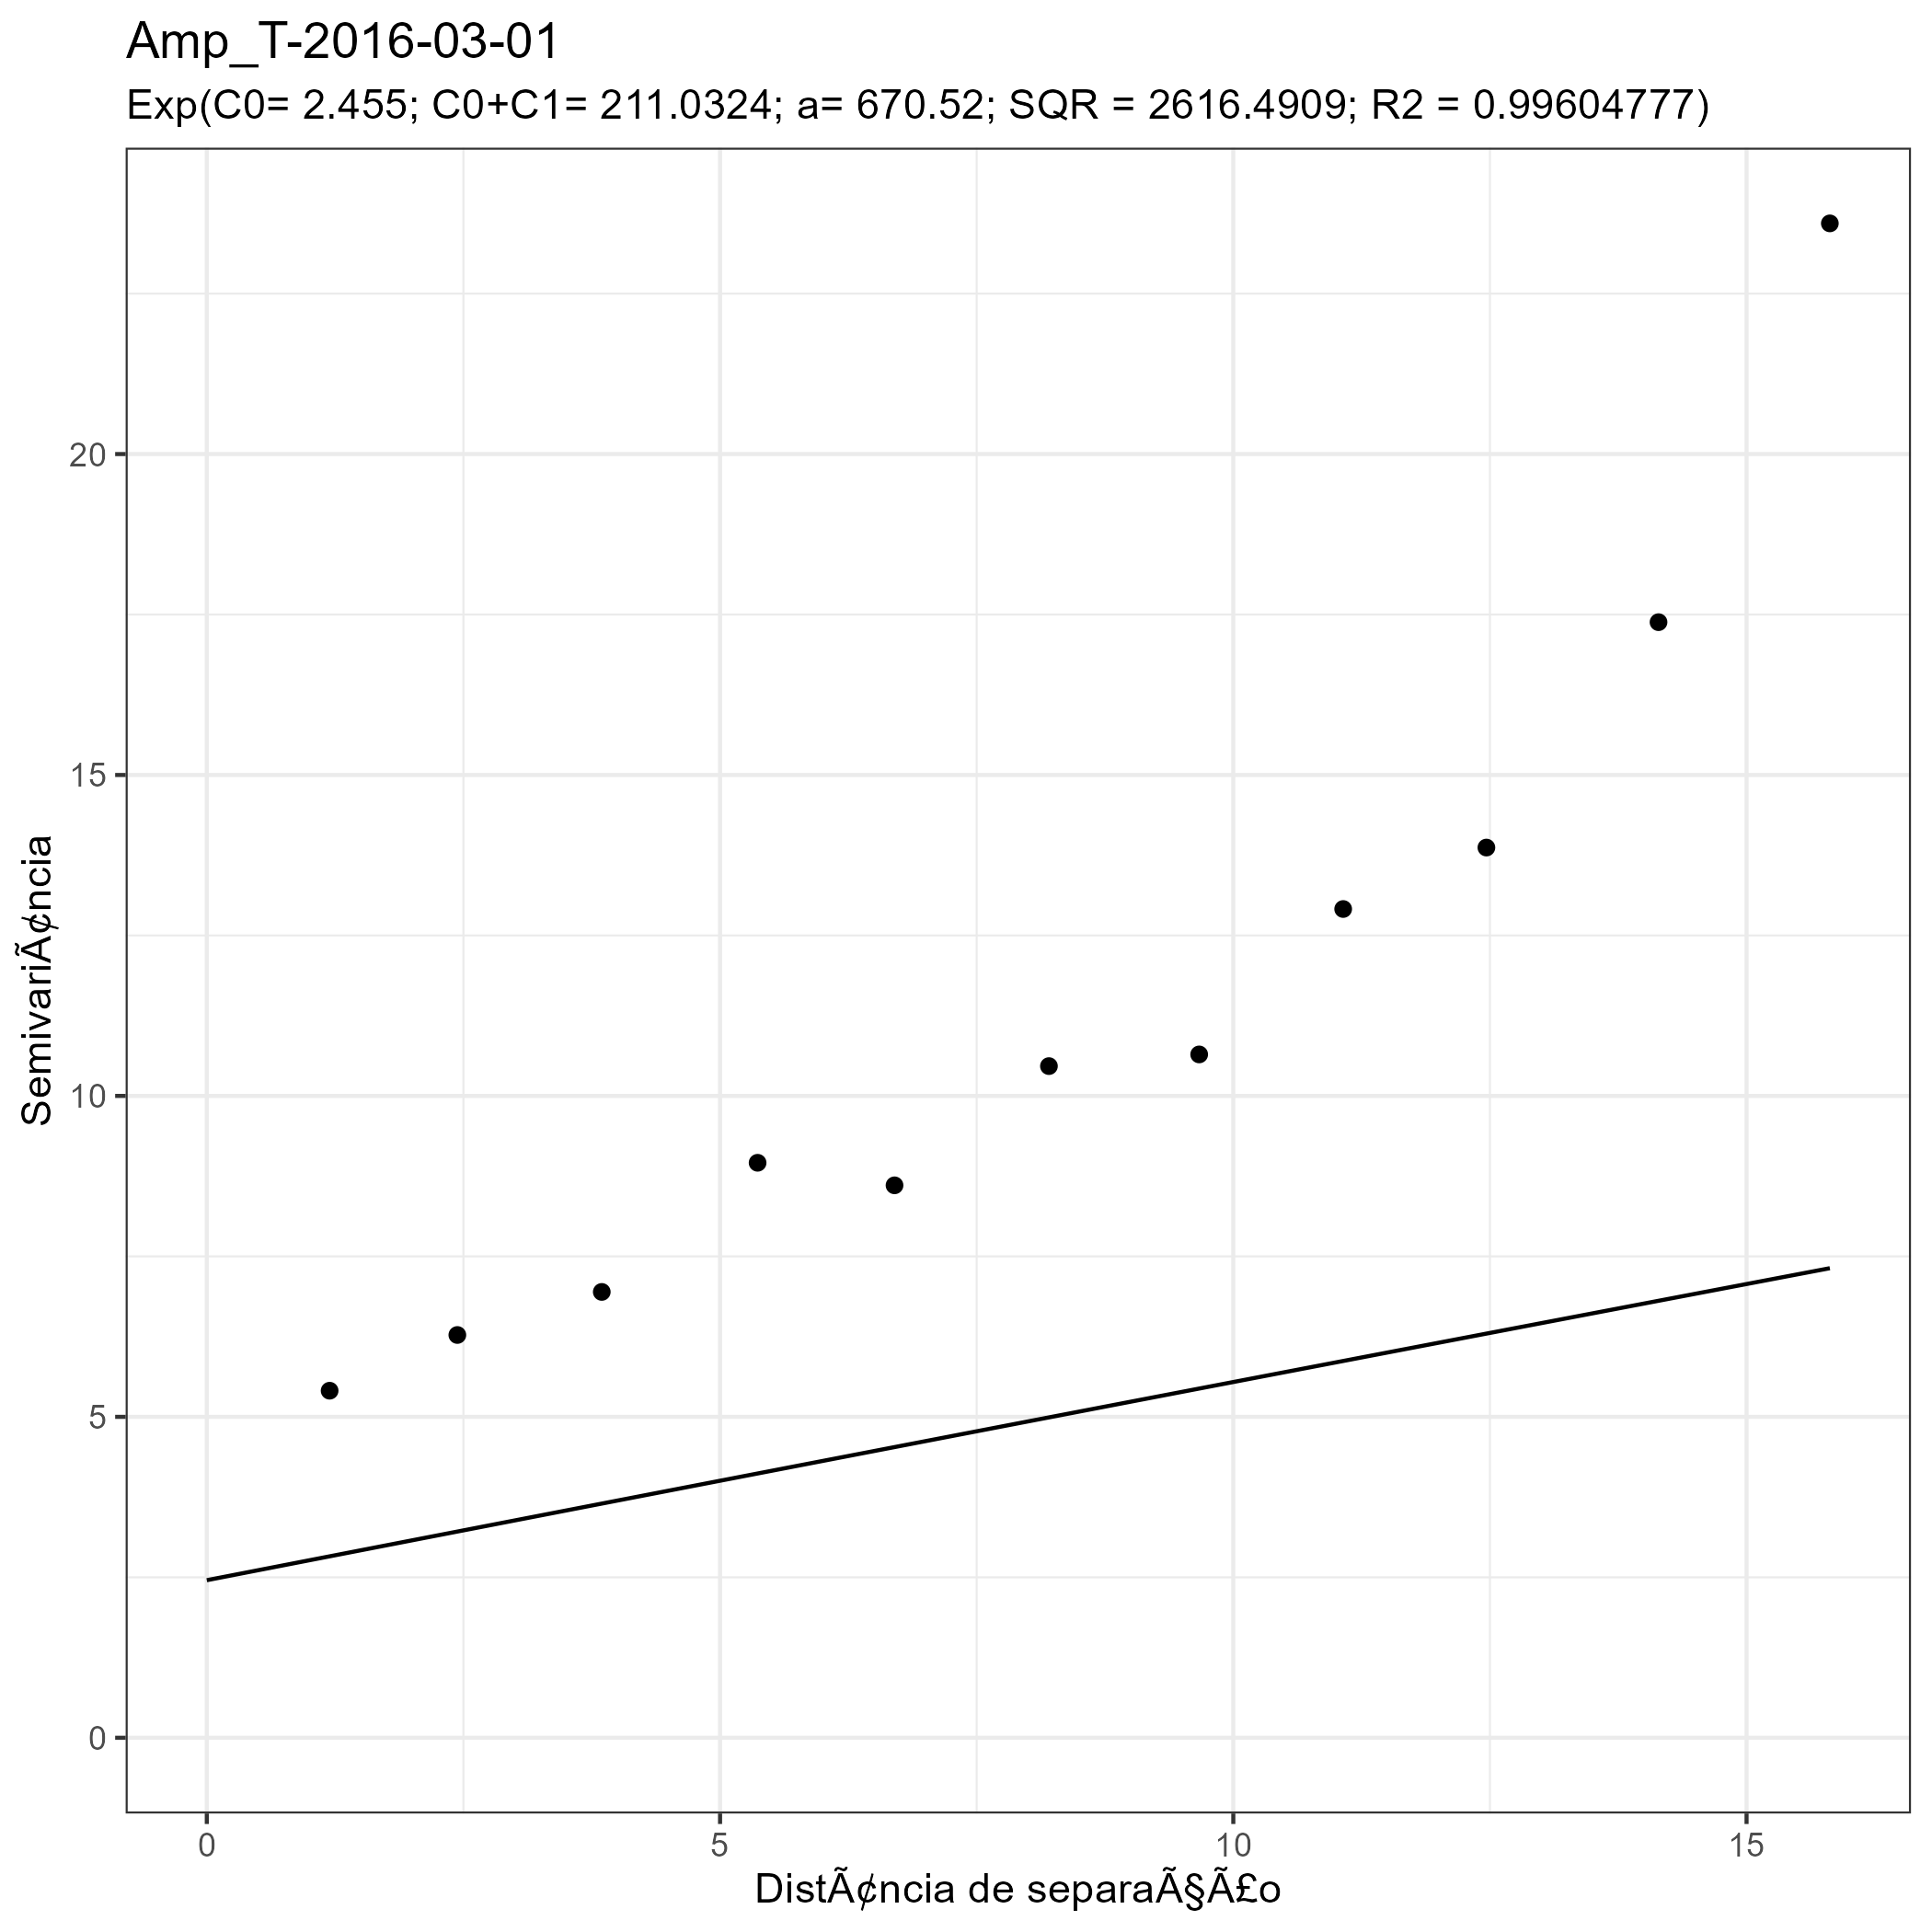 Amp_T-2016-03-01
Exp(C0= 2.455; C0+C1= 211.0324; a= 670.52; SQR = 2616.4909; R2 = 0.99604777)
SemivariÃ¢ncia
20
15
10
5
0
0 5 10 15
DistÃ¢ncia de separaÃ§Ã£o